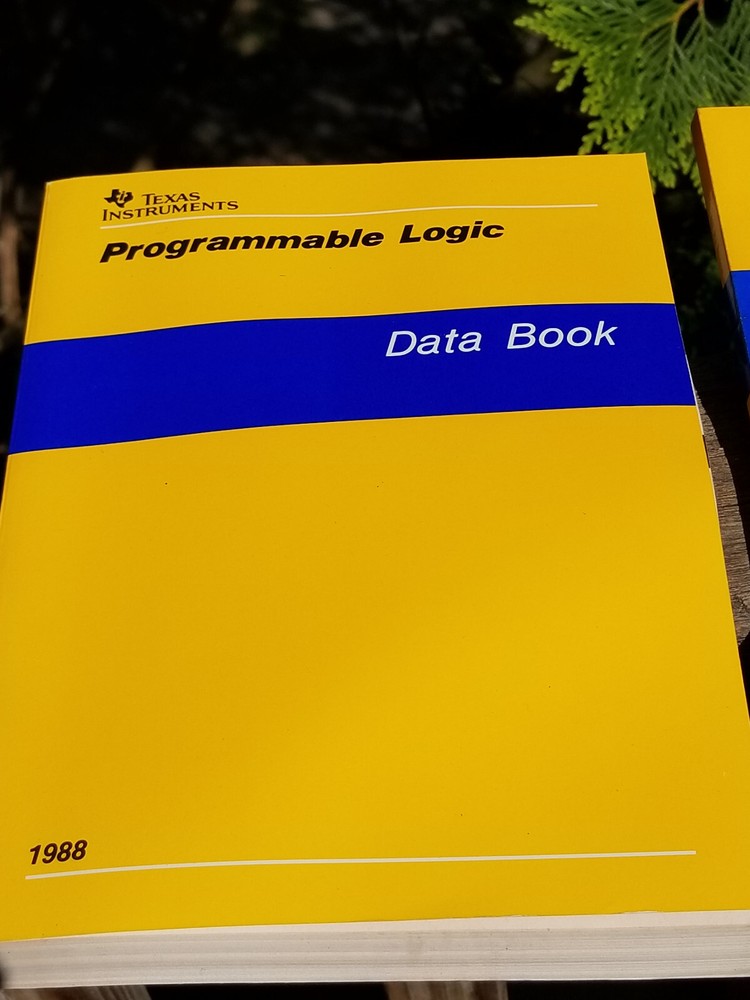 TEXAS
INSTRUMENTS
Programmable Logic
Data Book
1988